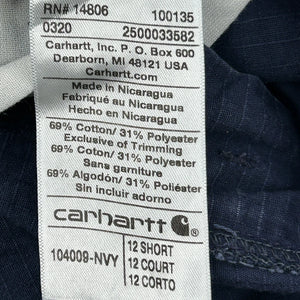 RN# 14806 100135
0320 2500033582
Carhartt, Inc. P.O. Box 600
Dearborn, MI 48121 USA
Carhartt.com
Made in Nicaragua
Fabriqué au Nicaragua
Hecho en Nicaragua
69% Cotton/ 31% Polyester
Exclusive of Trimming
69% Coton/ 31% Polyester
Sans garniture
69% Algodón/ 31% Poliéster
Sin incluir adorno
carhartt
104009-NVY
12 SHORT
12 COURT
12 CORTO